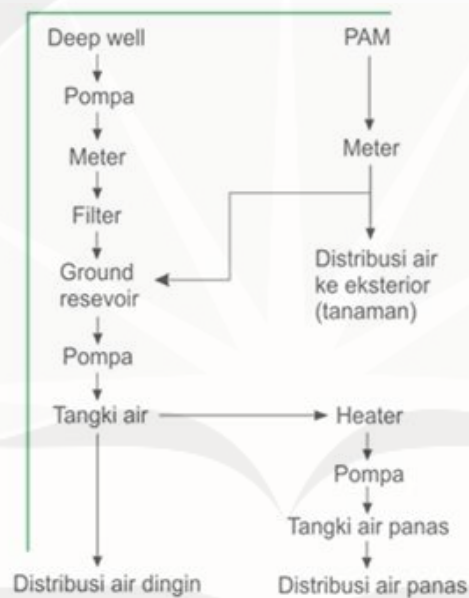 Deep well
Pompa
Meter
Filter
Ground
resevoir
Pompa
Tangki air
Distribusi air dingin
PAM
Meter
Distribusi air
ke eksterior
(tanaman)
Heater
Pompa
Tangki air panas
Distribusi air panas